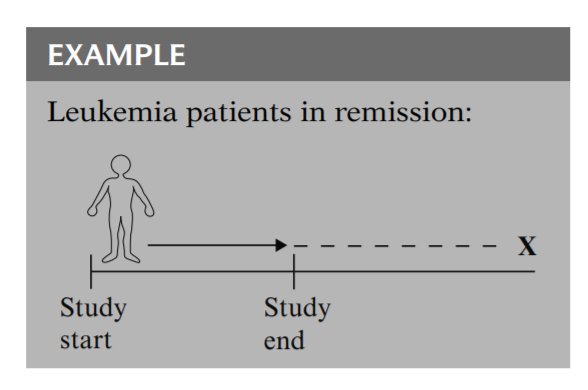 EXAMPLE
Leukemia patients in remission:
X
Study start
Study end